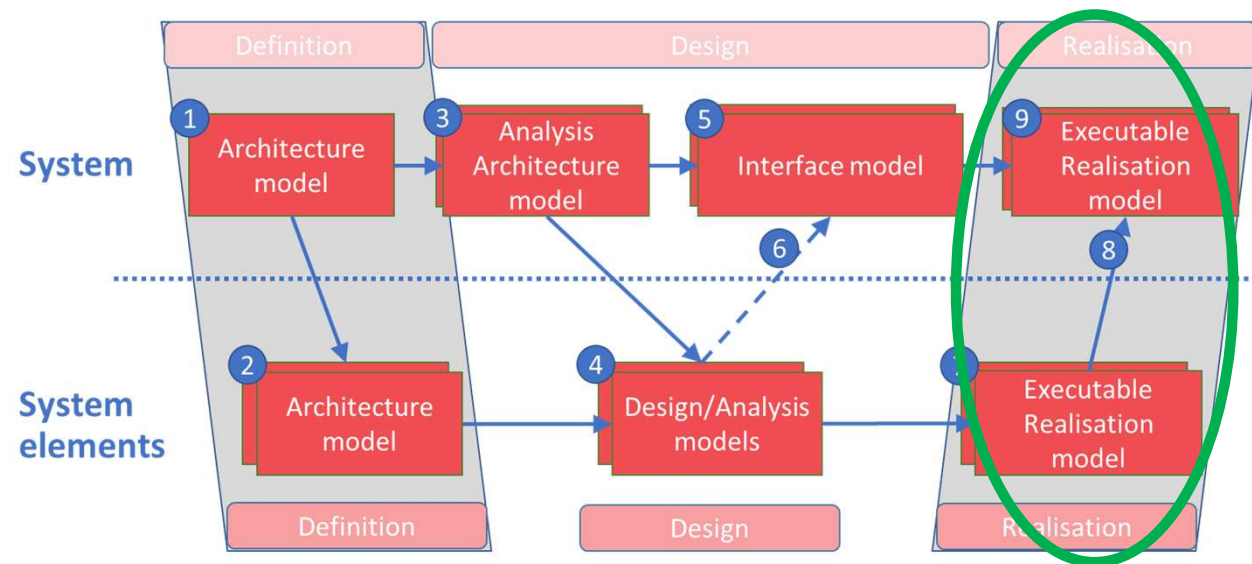 Definition
Design
Realisation
1
3
5
9
Architecture
model
Analysis
Architecture
model
Interface model
Executable
Realisation
model
System
6
8
2
4
System
elements
Architecture
model
Design/Analysis
models
Executable
Realisation
model
Definition
Design
Realisation